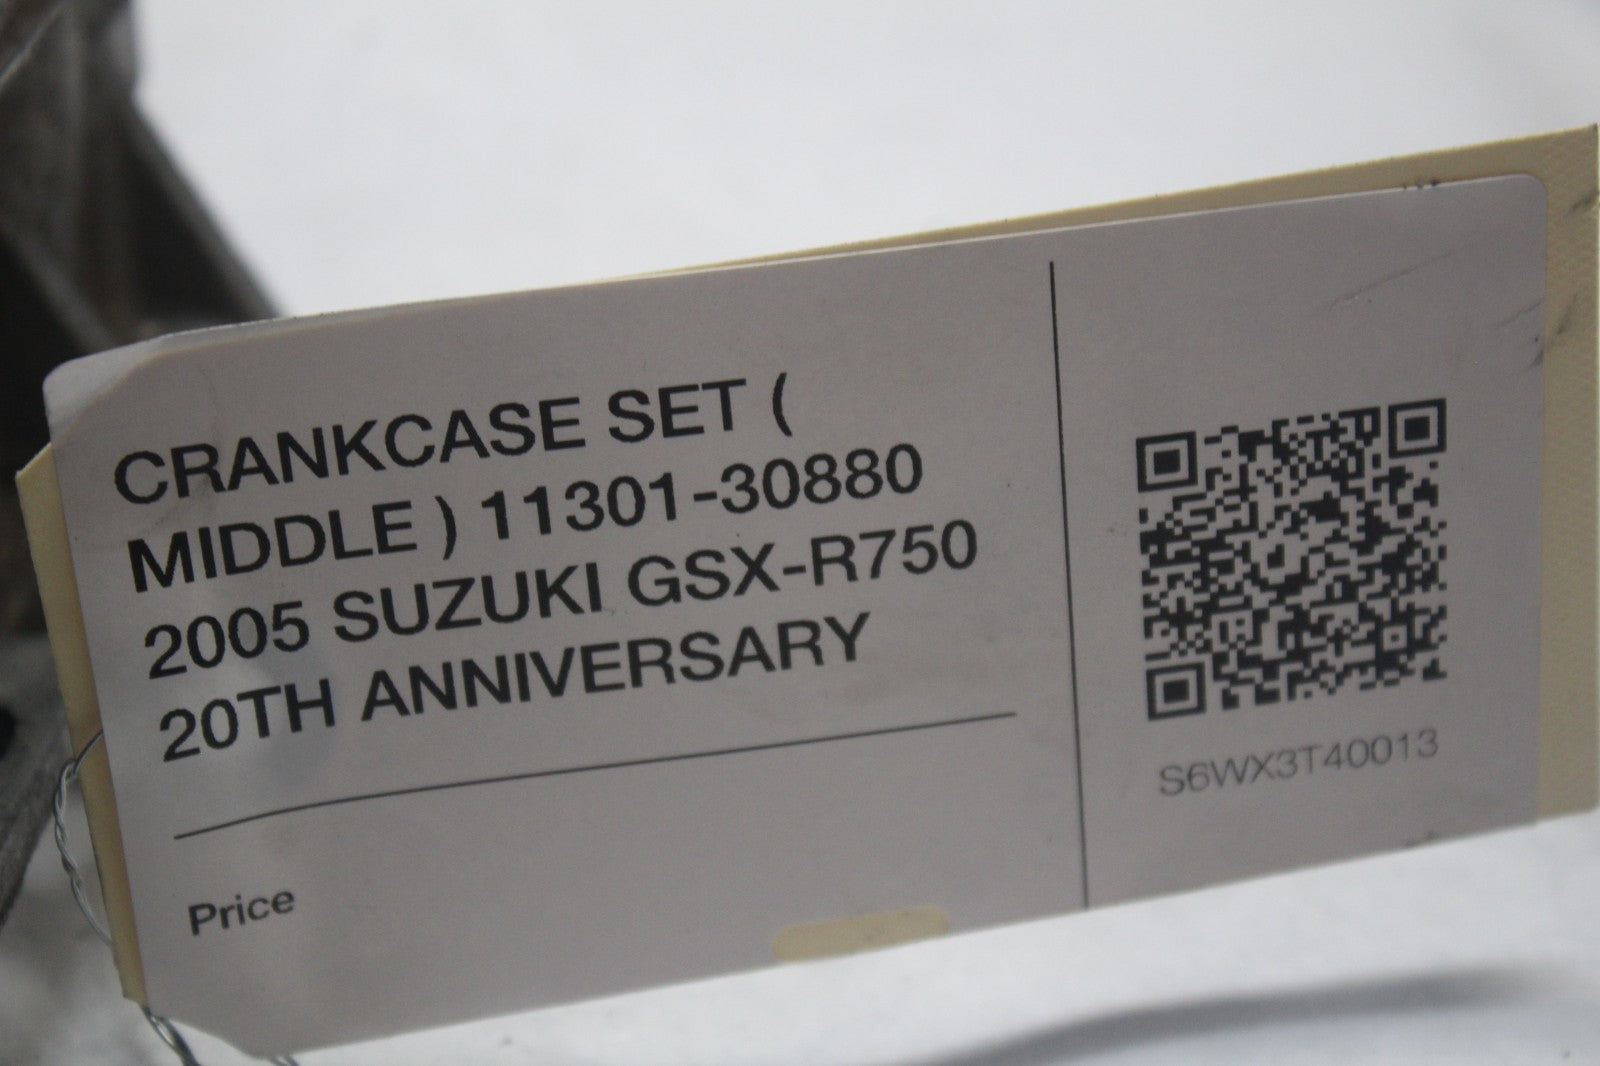 CRANKCASE SET (
MIDDLE ) 11301-30880
2005 SUZUKI GSX-R750
20TH ANNIVERSARY
Price
S6WX3T40013